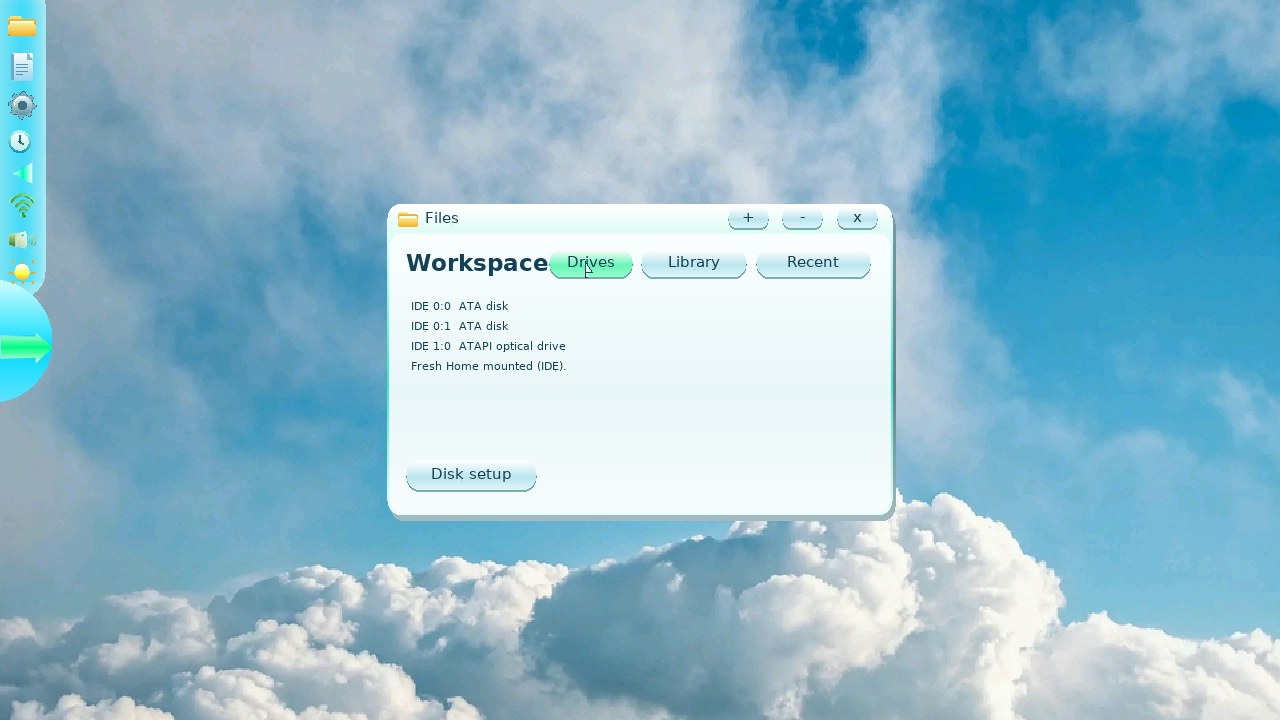 Files + - x
Workspace Drives Library Recent
IDE 0:0 ATA disk
IDE 0:1 ATA disk
IDE 1:0 ATAPI optical drive
Fresh Home mounted (IDE).
Disk setup